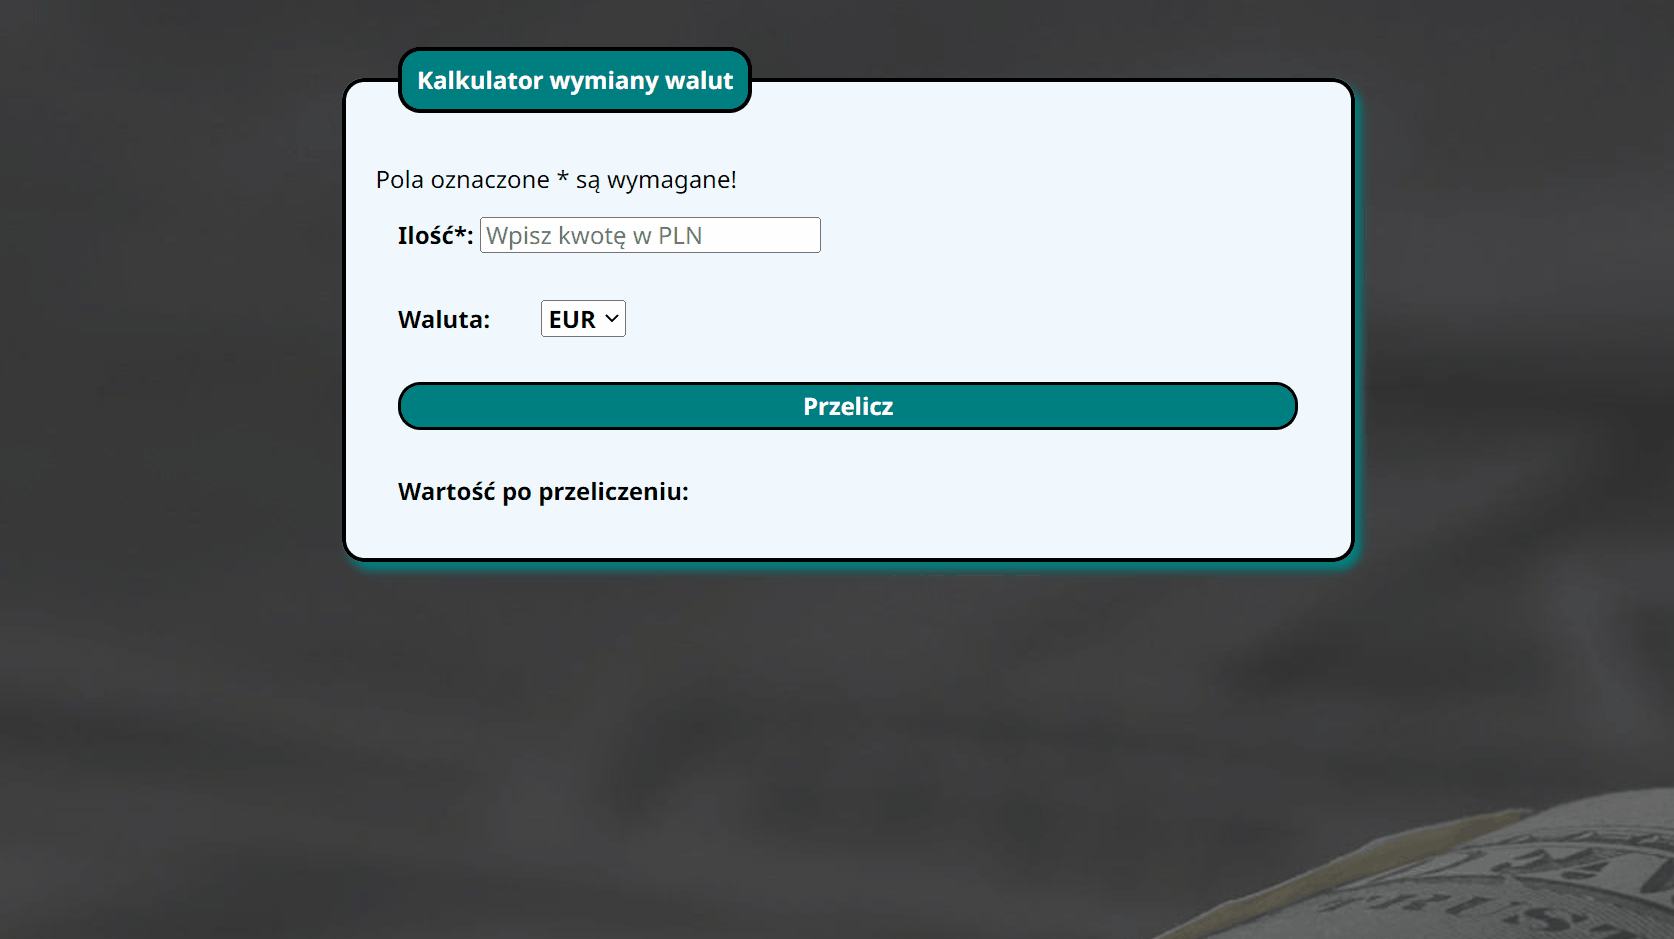 Kalkulator wymiany walut
Pola oznaczone * są wymagane!
Ilość*: Wpisz kwotę w PLN
Waluta: EUR
Przelicz
Wartość po przeliczeniu: